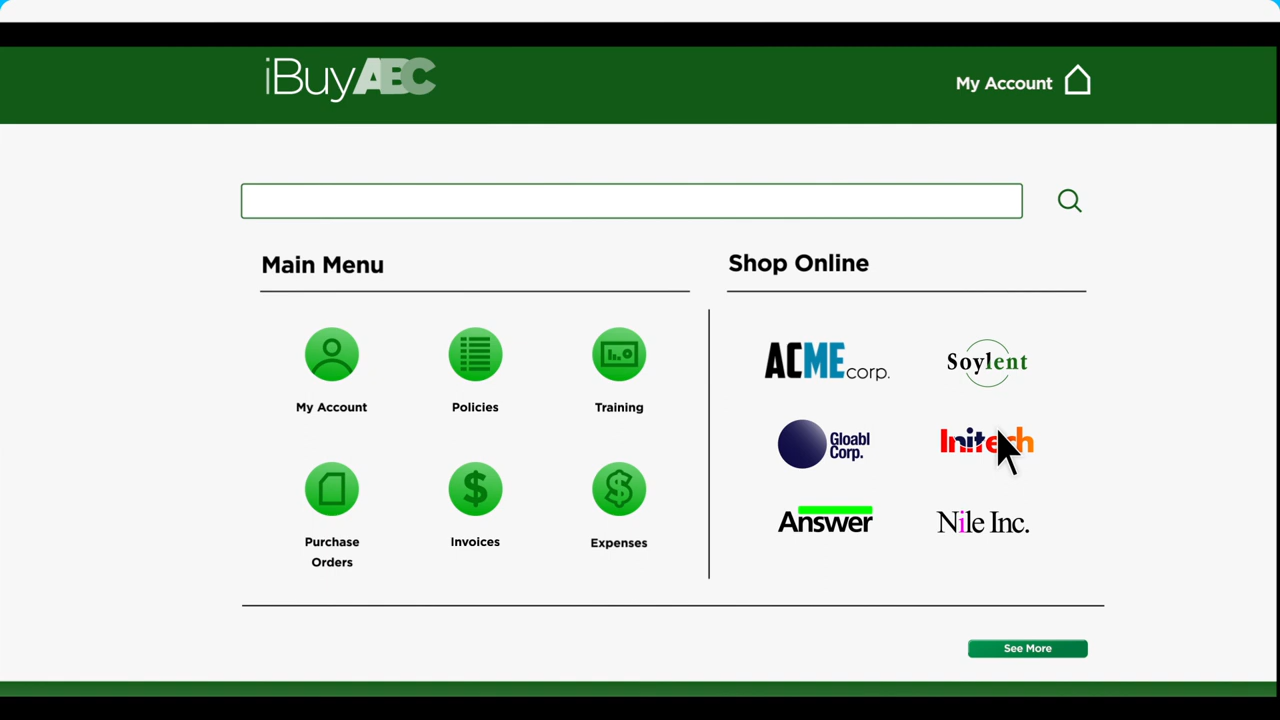 iBuyABC
My Account
Main Menu
Shop Online
My Account
Policies
Training
Purchase
Orders
Invoices
Expenses
ACME corp.
Soylent
Gloabl
Corp.
Initech
Answer
Nile Inc.
See More